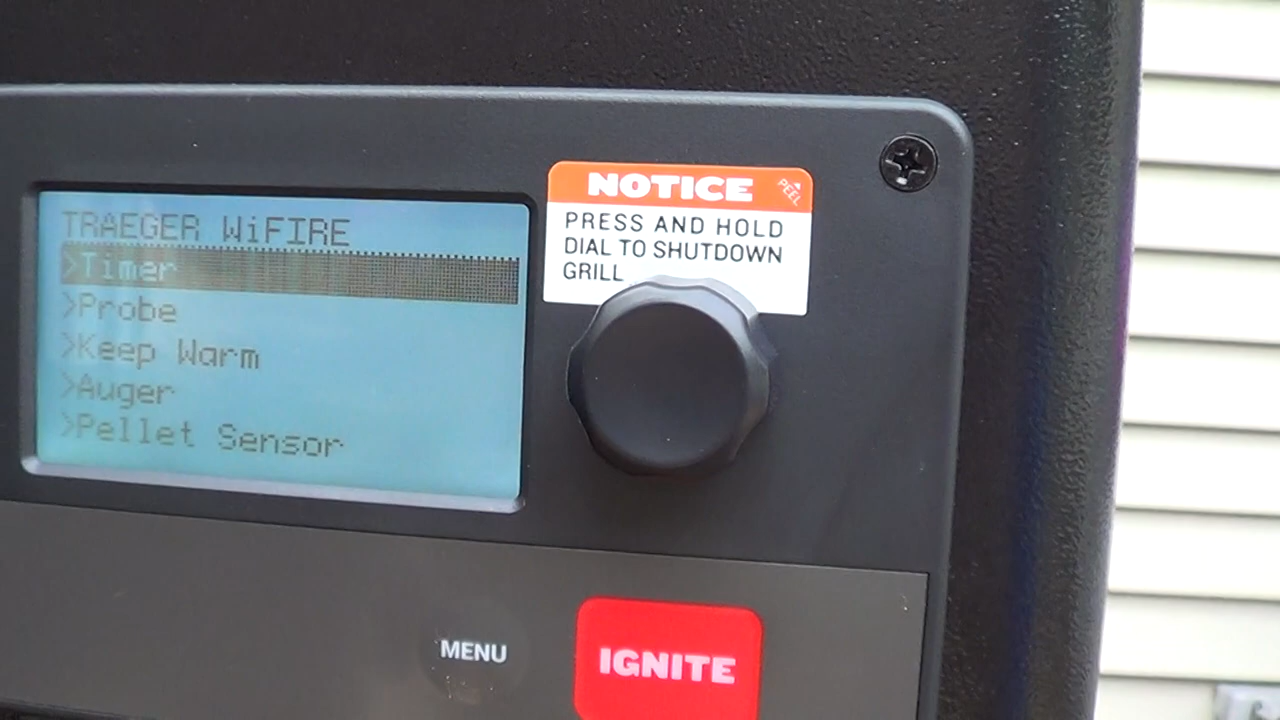 TRAEGER WiFIRE
>Timer
>Probe
>Keep Warm
>Auger
>Pellet Sensor
NOTICE
PEEL
PRESS AND HOLD
DIAL TO SHUTDOWN
GRILL
MENU
IGNITE